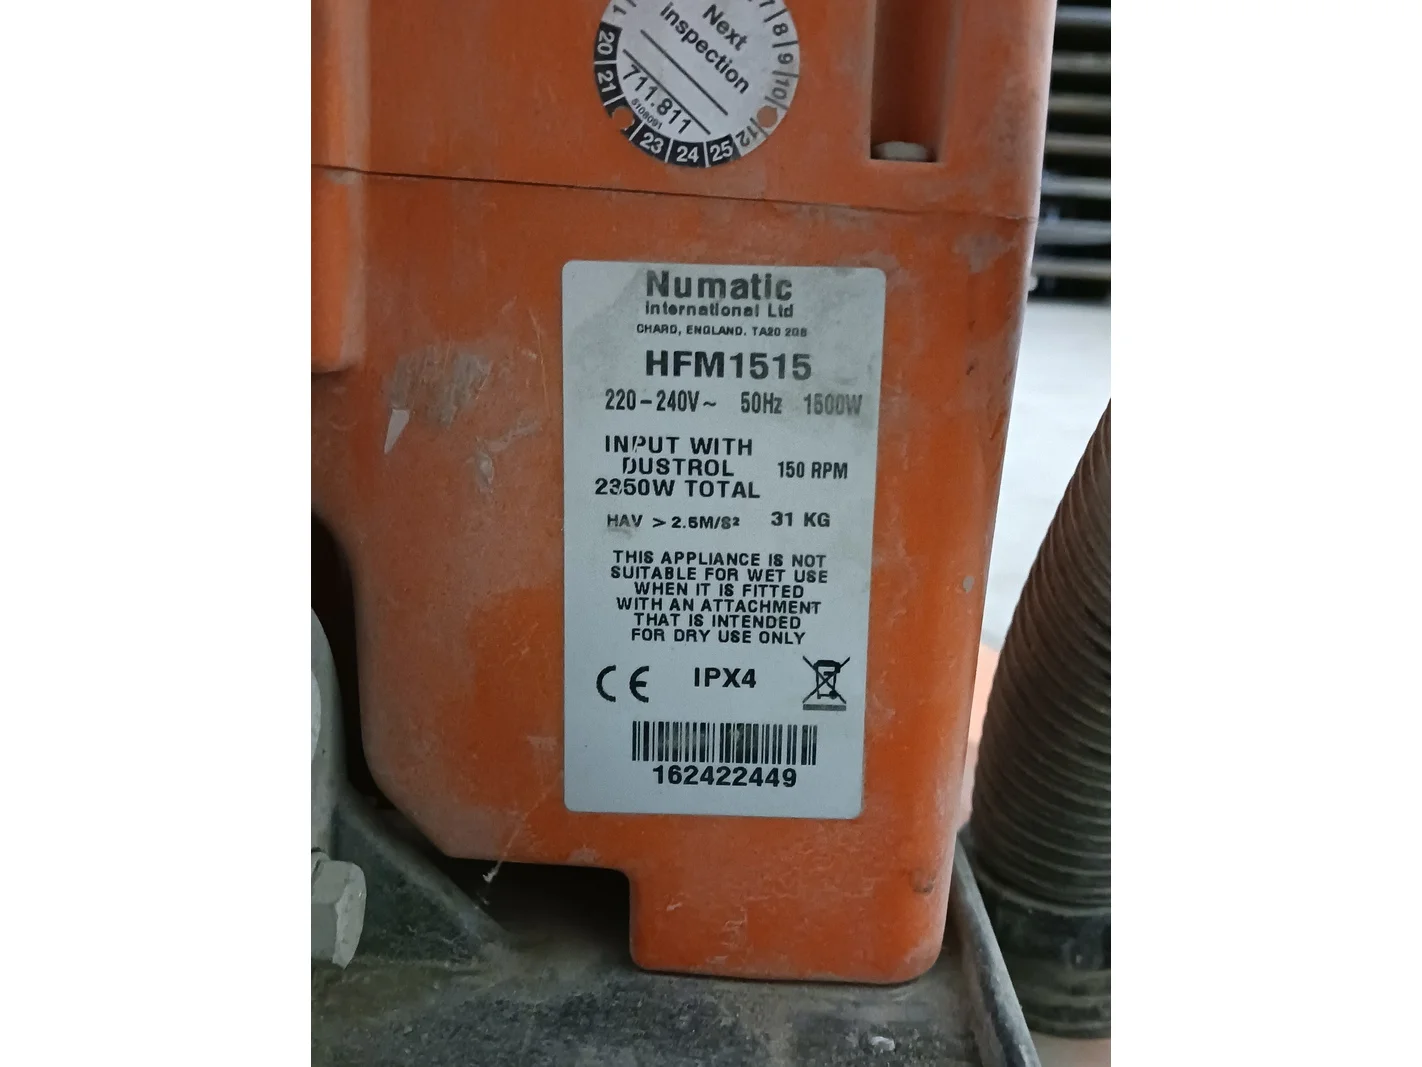 1
7
8
9
10
12
20
21
23
24
25
Next
inspection
711.811
5108091
Numatic
International Ltd
CHARD, ENGLAND. TA20 2GB
HFM1515
220-240V~ 50Hz 1500W
INPUT WITH
DUSTROL 150 RPM
2350W TOTAL
HAV > 2.5M/S² 31 KG
THIS APPLIANCE IS NOT
SUITABLE FOR WET USE
WHEN IT IS FITTED
WITH AN ATTACHMENT
THAT IS INTENDED
FOR DRY USE ONLY
CE IPX4
162422449